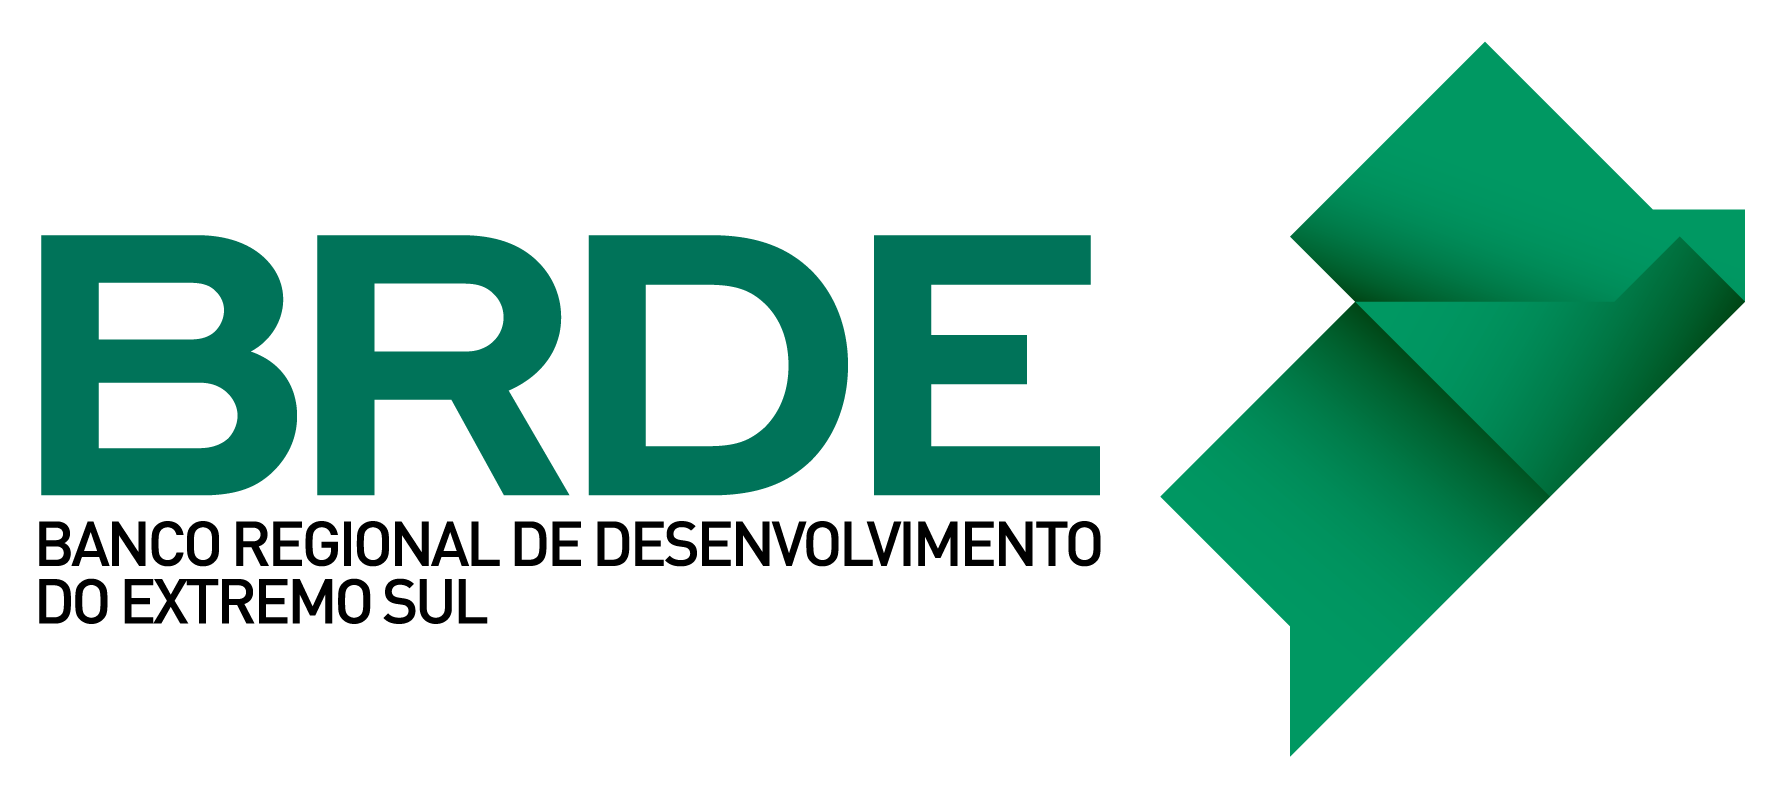 BRDE
BANCO REGIONAL DE DESENVOLVIMENTO
DO EXTREMO SUL